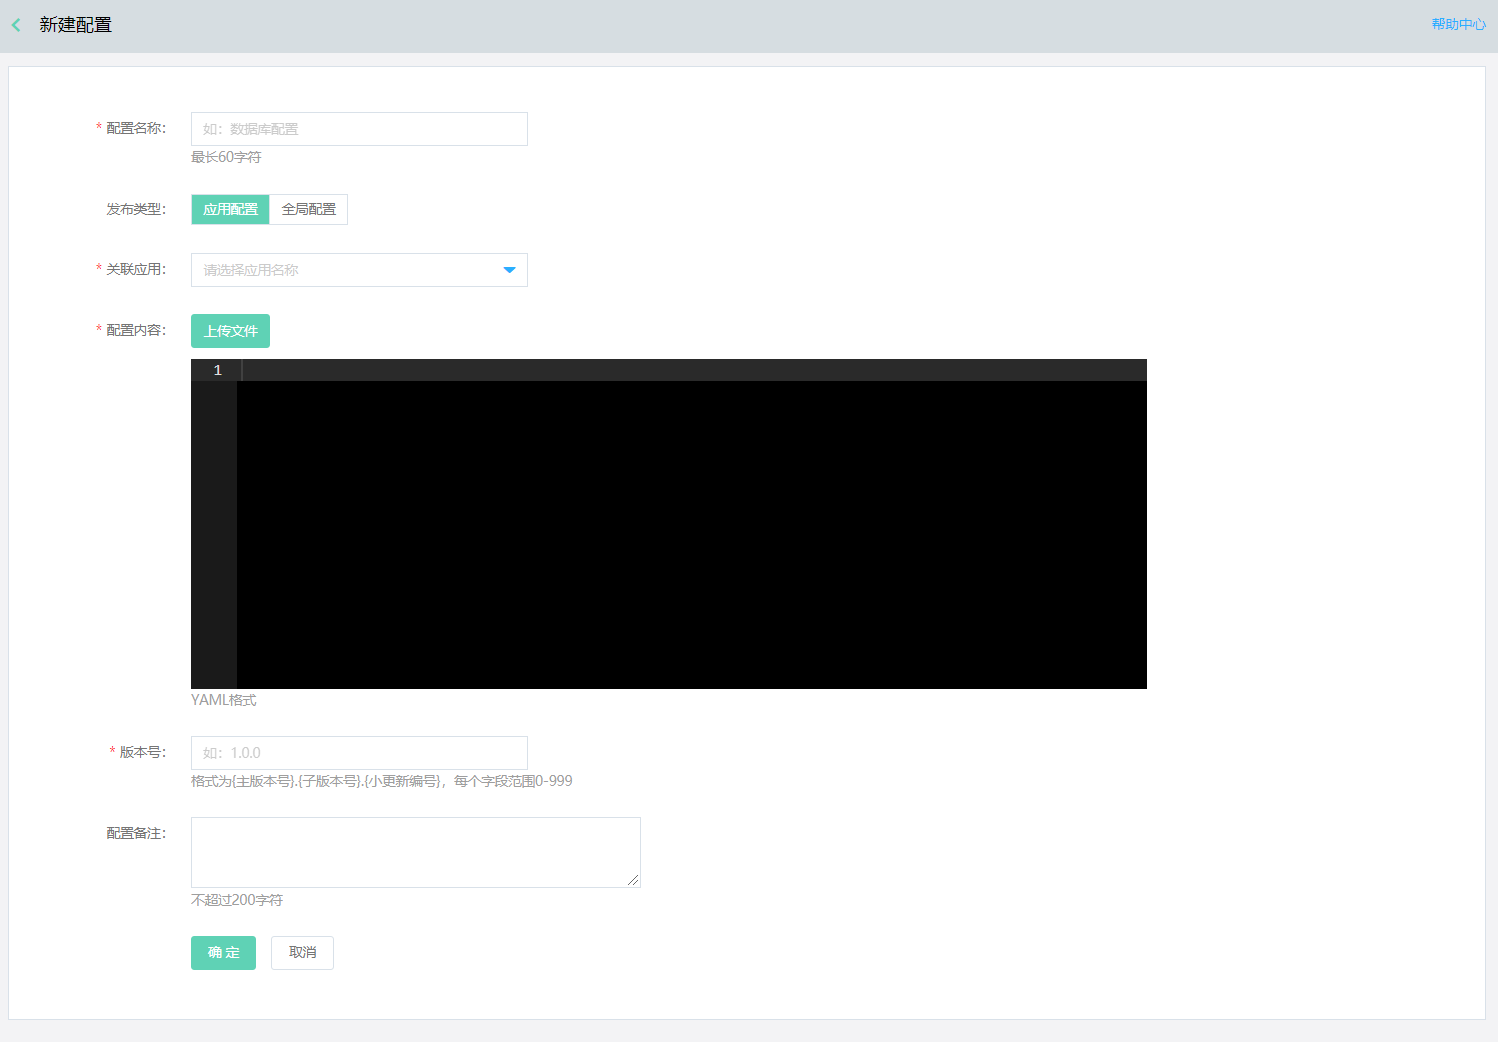 新建配置
帮助中心
* 配置名称：
如：数据库配置
最长60字符
发布类型：
应用配置 全局配置
* 关联应用：
请选择应用名称
* 配置内容：
上传文件
1
YAML格式
* 版本号：
如：1.0.0
格式为{主版本号}.{子版本号}.{小更新编号}，每个字段范围0-999
配置备注：
不超过200字符
确 定 取消